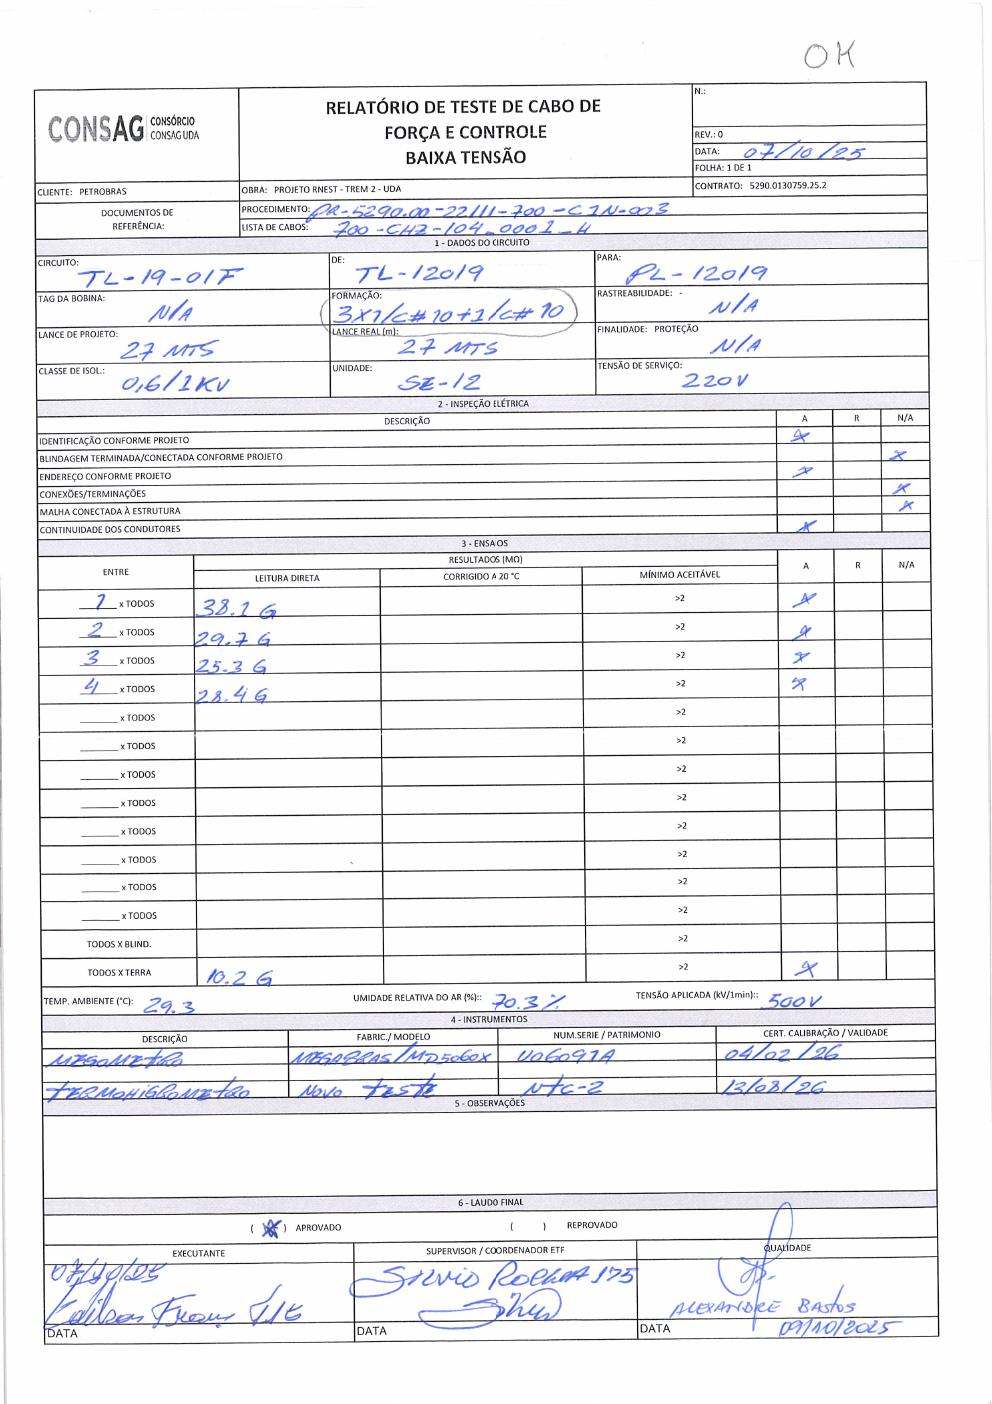 OK
CONSAG CONSÓRCIO CONSAG UDA
RELATÓRIO DE TESTE DE CABO DE
FORÇA E CONTROLE
BAIXA TENSÃO
N.:
REV.: 0
DATA: 07/10/25
FOLHA: 1 DE 1
CLIENTE: PETROBRAS
OBRA: PROJETO RNEST - TREM 2 - UDA
CONTRATO: 5290.0130759.25.2
DOCUMENTOS DE REFERÊNCIA:
PROCEDIMENTO: PR-5290.00-22111-700-CIN-003
LISTA DE CABOS: 700-CHZ-104_0001_H
1 - DADOS DO CIRCUITO
CIRCUITO: TL-19-01F
DE: TL-12019
PARA: PL-12019
TAG DA BOBINA: N/A
FORMAÇÃO: 3X1/C#10+1/C#10
RASTREABILIDADE: - N/A
LANCE DE PROJETO: 27 MTS
LANCE REAL (m): 27 MTS
FINALIDADE: PROTEÇÃO N/A
CLASSE DE ISOL.: 0,6/1KV
UNIDADE: SE-12
TENSÃO DE SERVIÇO: 220V
2 - INSPEÇÃO ELÉTRICA
DESCRIÇÃO A R N/A
IDENTIFICAÇÃO CONFORME PROJETO X
BLINDAGEM TERMINADA/CONECTADA CONFORME PROJETO X
ENDEREÇO CONFORME PROJETO X
CONEXÕES/TERMINAÇÕES X
MALHA CONECTADA À ESTRUTURA X
CONTINUIDADE DOS CONDUTORES X
3 - ENSAIOS
ENTRE RESULTADOS (MΩ) A R N/A
LEITURA DIRETA CORRIGIDO A 20 °C MÍNIMO ACEITÁVEL
1 x TODOS 38.1 G >2 X
2 x TODOS 29.7 G >2 X
3 x TODOS 25.3 G >2 X
4 x TODOS 28.4 G >2 X
x TODOS >2
x TODOS >2
x TODOS >2
x TODOS >2
x TODOS >2
x TODOS >2
x TODOS >2
x TODOS >2
TODOS X BLIND. >2
TODOS X TERRA 10.2 G >2 X
TEMP. AMBIENTE (°C): 29.3 UMIDADE RELATIVA DO AR (%):: 70.3% TENSÃO APLICADA (kV/1min):: 500V
4 - INSTRUMENTOS
DESCRIÇÃO FABRIC./ MODELO NUM.SERIE / PATRIMONIO CERT. CALIBRAÇÃO / VALIDADE
MEGOMETRO MEGABRAS/MD5060X U06097A 04/02/26
TERMOHIGROMETRO NOVO TESTE NTC-2 13/08/26
5 - OBSERVAÇÕES
6 - LAUDO FINAL
( X ) APROVADO ( ) REPROVADO
EXECUTANTE SUPERVISOR / COORDENADOR ETF QUALIDADE
07/10/25
SILVIO ROCHA 175
ALEXANDRE BASTOS
DATA DATA DATA 09/10/2025